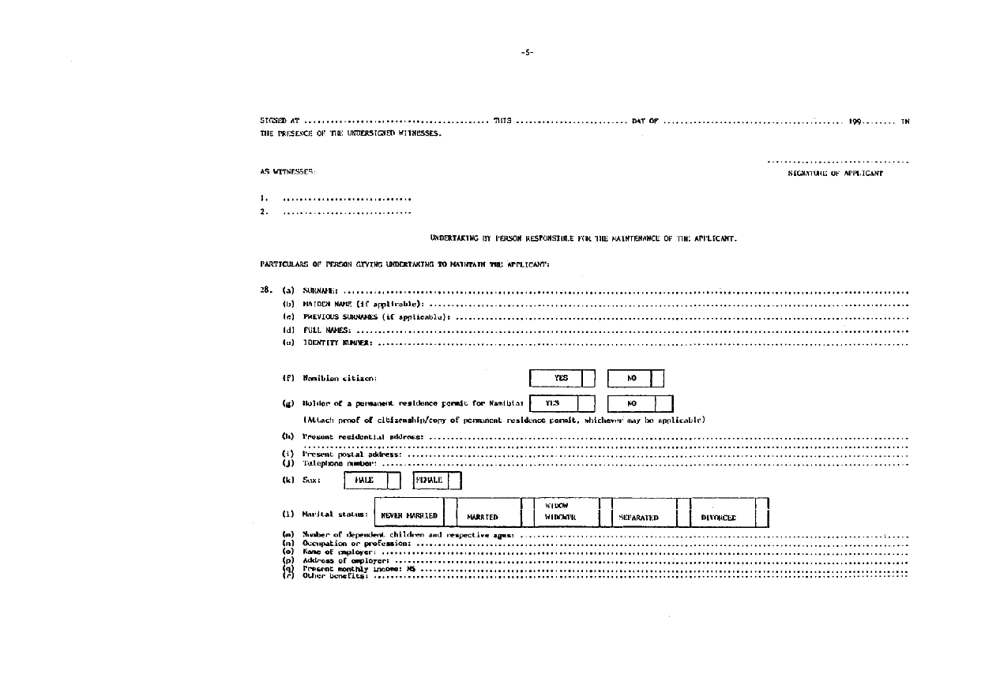 -5-
SIGNED AT .......................................... THIS .......................... DAY OF .......................................... 199........ IN
THE PRESENCE OF THE UNDERSIGNED WITNESSES.
.................................
AS WITNESSES:
SIGNATURE OF APPLICANT
1. ..............................
2. ..............................
UNDERTAKING BY PERSON RESPONSIBLE FOR THE MAINTENANCE OF THE APPLICANT.
PARTICULARS OF PERSON GIVING UNDERTAKING TO MAINTAIN THE APPLICANT:
28. (a) SURNAME: ..............................
(b) MAIDEN NAME (if applicable): ..............................
(c) PREVIOUS SURNAMES (if applicable): ..............................
(d) FULL NAMES: ..............................
(e) IDENTITY NUMBER: ..............................
(f) Namibian citizen: YES NO
(g) Holder of a permanent residence permit for Namibia: YES NO
(Attach proof of citizenship/copy of permanent residence permit, whichever may be applicable)
(h) Present residential address: ..............................
..............................
(i) Present postal address: ..............................
(j) Telephone number: ..............................
(k) Sex: MALE FEMALE
(l) Marital status: NEVER MARRIED MARRIED WIDOW WIDOWER SEPARATED DIVORCED
(m) Number of dependent children and respective ages: ..............................
(n) Occupation or profession: ..............................
(o) Name of employer: ..............................
(p) Address of employer: ..............................
(q) Present monthly income: N$ ..............................
(r) Other benefits: ..............................